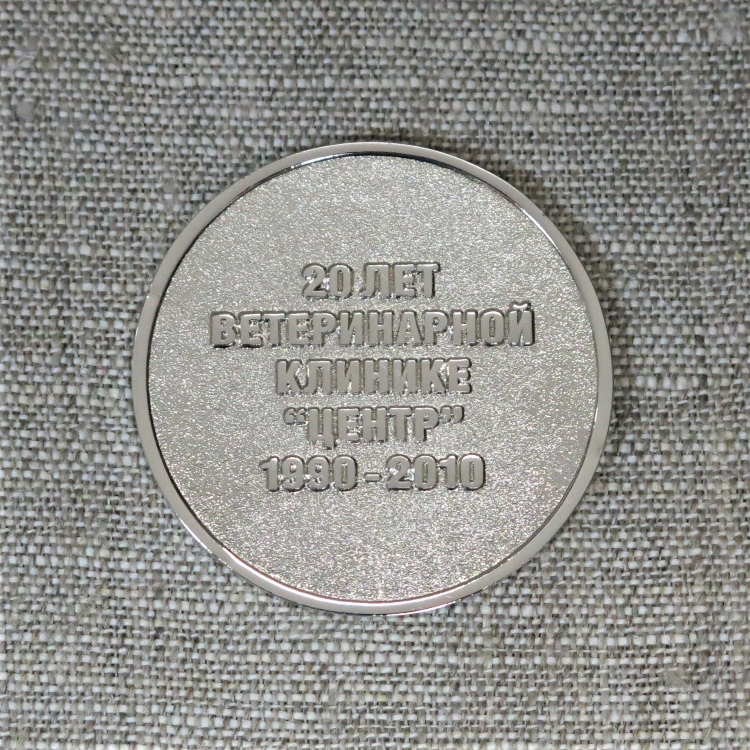 20 ЛЕТ
ВЕТЕРИНАРНОЙ
КЛИНИКЕ
“ЦЕНТР”
1990-2010